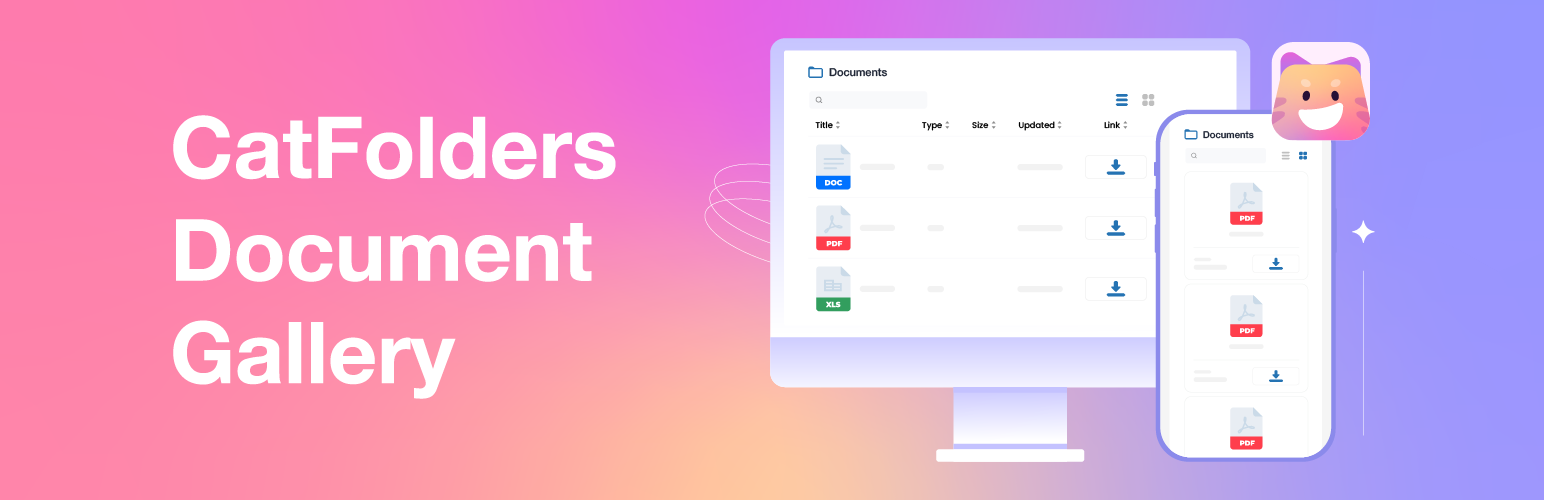 CatFolders
Document
Gallery
Documents
Title Type Size Updated Link
DOC
PDF
XLS
Documents
PDF
PDF
PDF